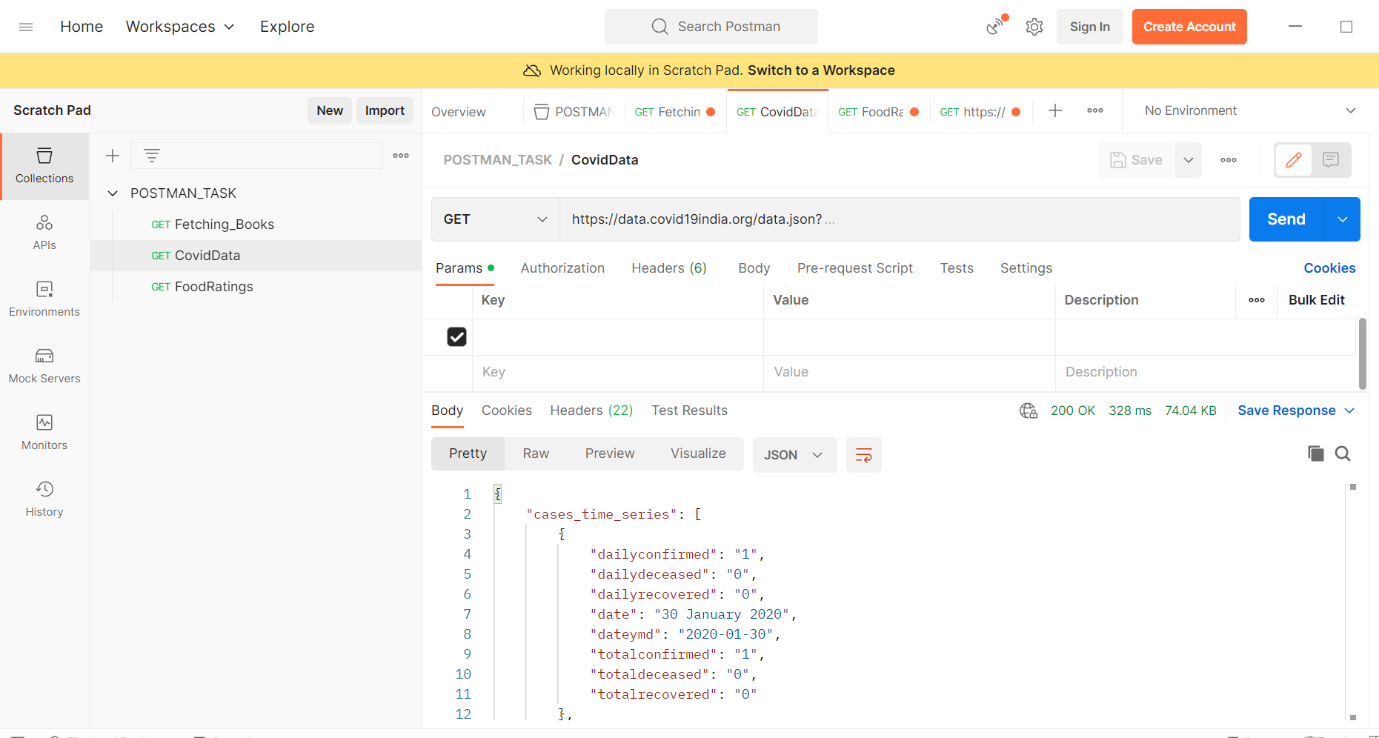 Home Workspaces Explore Search Postman Sign In Create Account
Working locally in Scratch Pad. Switch to a Workspace
Scratch Pad New Import Overview POSTMAN GET Fetchin GET CovidData GET FoodRa GET https:// No Environment
Collections
APIs
Environments
Mock Servers
Monitors
History
POSTMAN_TASK
GET Fetching_Books
GET CovidData
GET FoodRatings
POSTMAN_TASK / CovidData Save
GET https://data.covid19india.org/data.json? ... Send
Params Authorization Headers (6) Body Pre-request Script Tests Settings Cookies
Key Value Description Bulk Edit
Key Value Description
Body Cookies Headers (22) Test Results 200 OK 328 ms 74.04 KB Save Response
Pretty Raw Preview Visualize JSON
1 {
2 "cases_time_series": [
3 {
4 "dailyconfirmed": "1",
5 "dailydeceased": "0",
6 "dailyrecovered": "0",
7 "date": "30 January 2020",
8 "dateymd": "2020-01-30",
9 "totalconfirmed": "1",
10 "totaldeceased": "0",
11 "totalrecovered": "0"
12 },